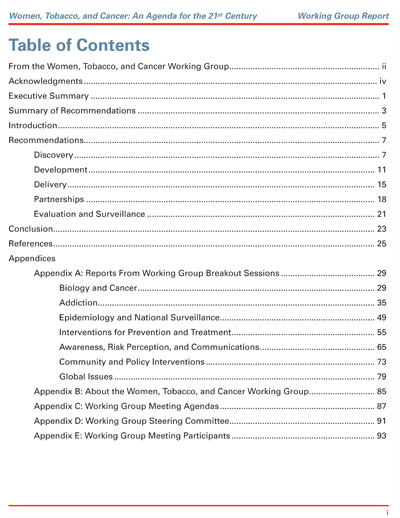 Women, Tobacco, and Cancer: An Agenda for the 21st Century Working Group Report
Table of Contents
From the Women, Tobacco, and Cancer Working Group ii
Acknowledgments iv
Executive Summary 1
Summary of Recommendations 3
Introduction 5
Recommendations 7
Discovery 7
Development 11
Delivery 15
Partnerships 18
Evaluation and Surveillance 21
Conclusion 23
References 25
Appendices
Appendix A: Reports From Working Group Breakout Sessions 29
Biology and Cancer 29
Addiction 35
Epidemiology and National Surveillance 49
Interventions for Prevention and Treatment 55
Awareness, Risk Perception, and Communications 65
Community and Policy Interventions 73
Global Issues 79
Appendix B: About the Women, Tobacco, and Cancer Working Group 85
Appendix C: Working Group Meeting Agendas 87
Appendix D: Working Group Steering Committee 91
Appendix E: Working Group Meeting Participants 93
i